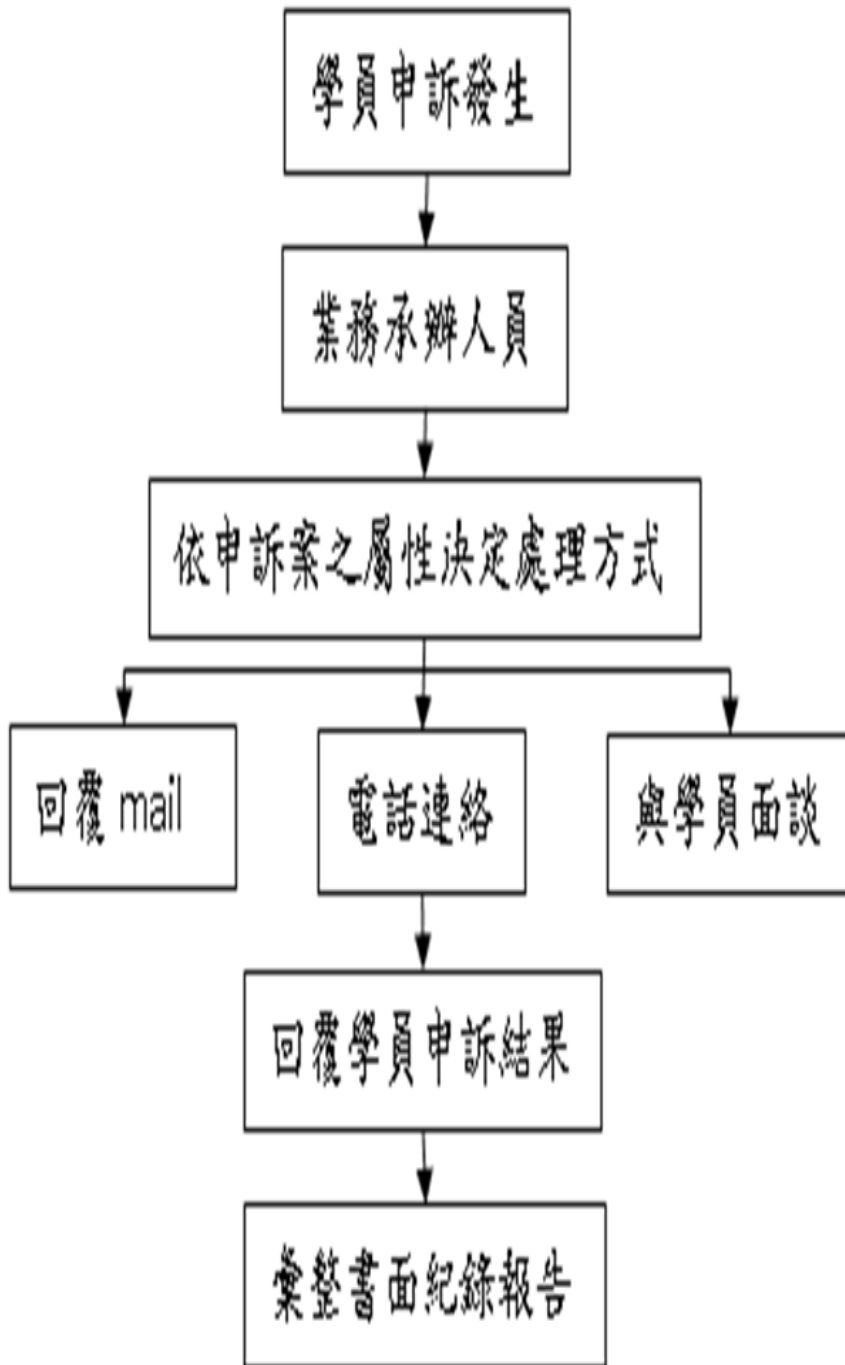 學員申訴發生
業務承辦人員
依申訴案之屬性決定處理方式
回覆 mail
電話連絡
與學員面談
回覆學員申訴結果
彙整書面紀錄報告